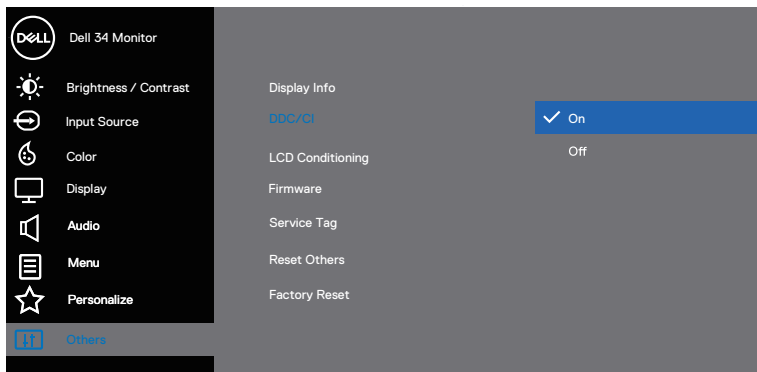 DELL
Dell 34 Monitor
Brightness / Contrast
Input Source
Color
Display
Audio
Menu
Personalize
Others
Display Info
DDC/CI
LCD Conditioning
Firmware
Service Tag
Reset Others
Factory Reset
On
Off